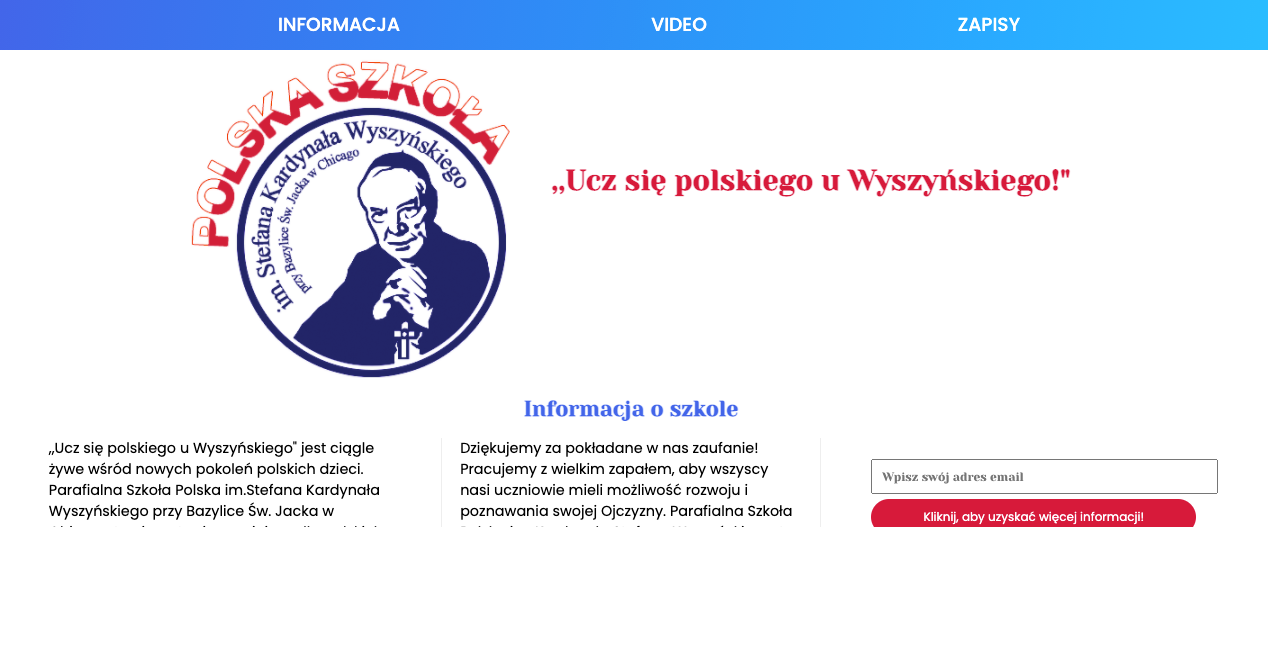 INFORMACJA VIDEO ZAPISY
POLSKA SZKOŁA
im. Stefana Kardynała Wyszyńskiego
przy Bazylice Św. Jacka w Chicago
,,Ucz się polskiego u Wyszyńskiego!"
Informacja o szkole
,,Ucz się polskiego u Wyszyńskiego" jest ciągle
żywe wśród nowych pokoleń polskich dzieci.
Parafialna Szkoła Polska im.Stefana Kardynała
Wyszyńskiego przy Bazylice Św. Jacka w
Dziękujemy za pokładane w nas zaufanie!
Pracujemy z wielkim zapałem, aby wszyscy
nasi uczniowie mieli możliwość rozwoju i
poznawania swojej Ojczyzny. Parafialna Szkoła
Wpisz swój adres email
Kliknij, aby uzyskać więcej informacji!